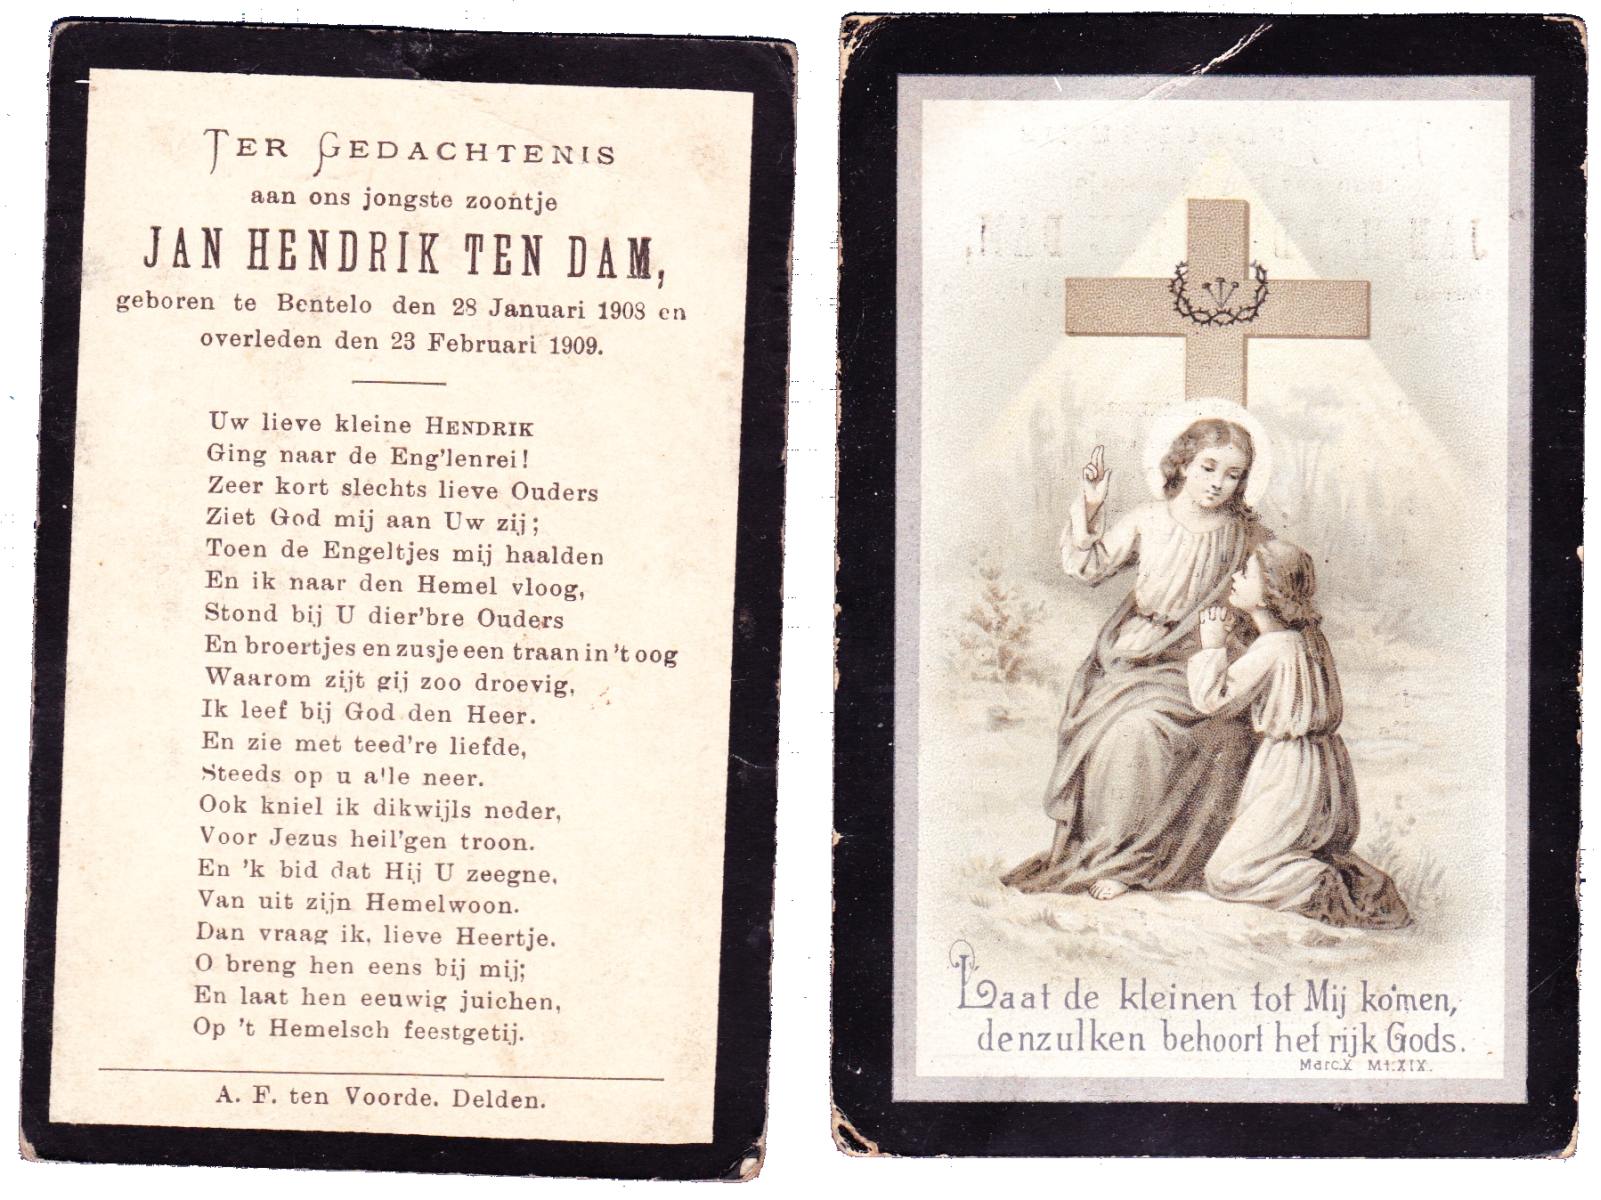 TER GEDACHTENIS
aan ons jongste zoontje
JAN HENDRIK TEN DAM,
geboren te Bentelo den 28 Januari 1908 en
overleden den 23 Februari 1909.
Uw lieve kleine HENDRIK
Ging naar de Eng'lenrei!
Zeer kort slechts lieve Ouders
Ziet God mij aan Uw zij;
Toen de Engeltjes mij haalden
En ik naar den Hemel vloog,
Stond bij U dier'bre Ouders
En broertjes en zusje een traan in 't oog
Waarom zijt gij zoo droevig,
Ik leef bij God den Heer.
En zie met teed're liefde,
Steeds op u a'le neer.
Ook kniel ik dikwijls neder,
Voor Jezus heil'gen troon.
En 'k bid dat Hij U zeegne,
Van uit zijn Hemelwoon.
Dan vraag ik, lieve Heertje.
O breng hen eens bij mij;
En laat hen eeuwig juichen,
Op 't Hemelsch feestgetij.
A. F. ten Voorde. Delden.
Laat de kleinen tot Mij komen,
denzulken behoort het rijk Gods.
Marc.X Mt.XIX.